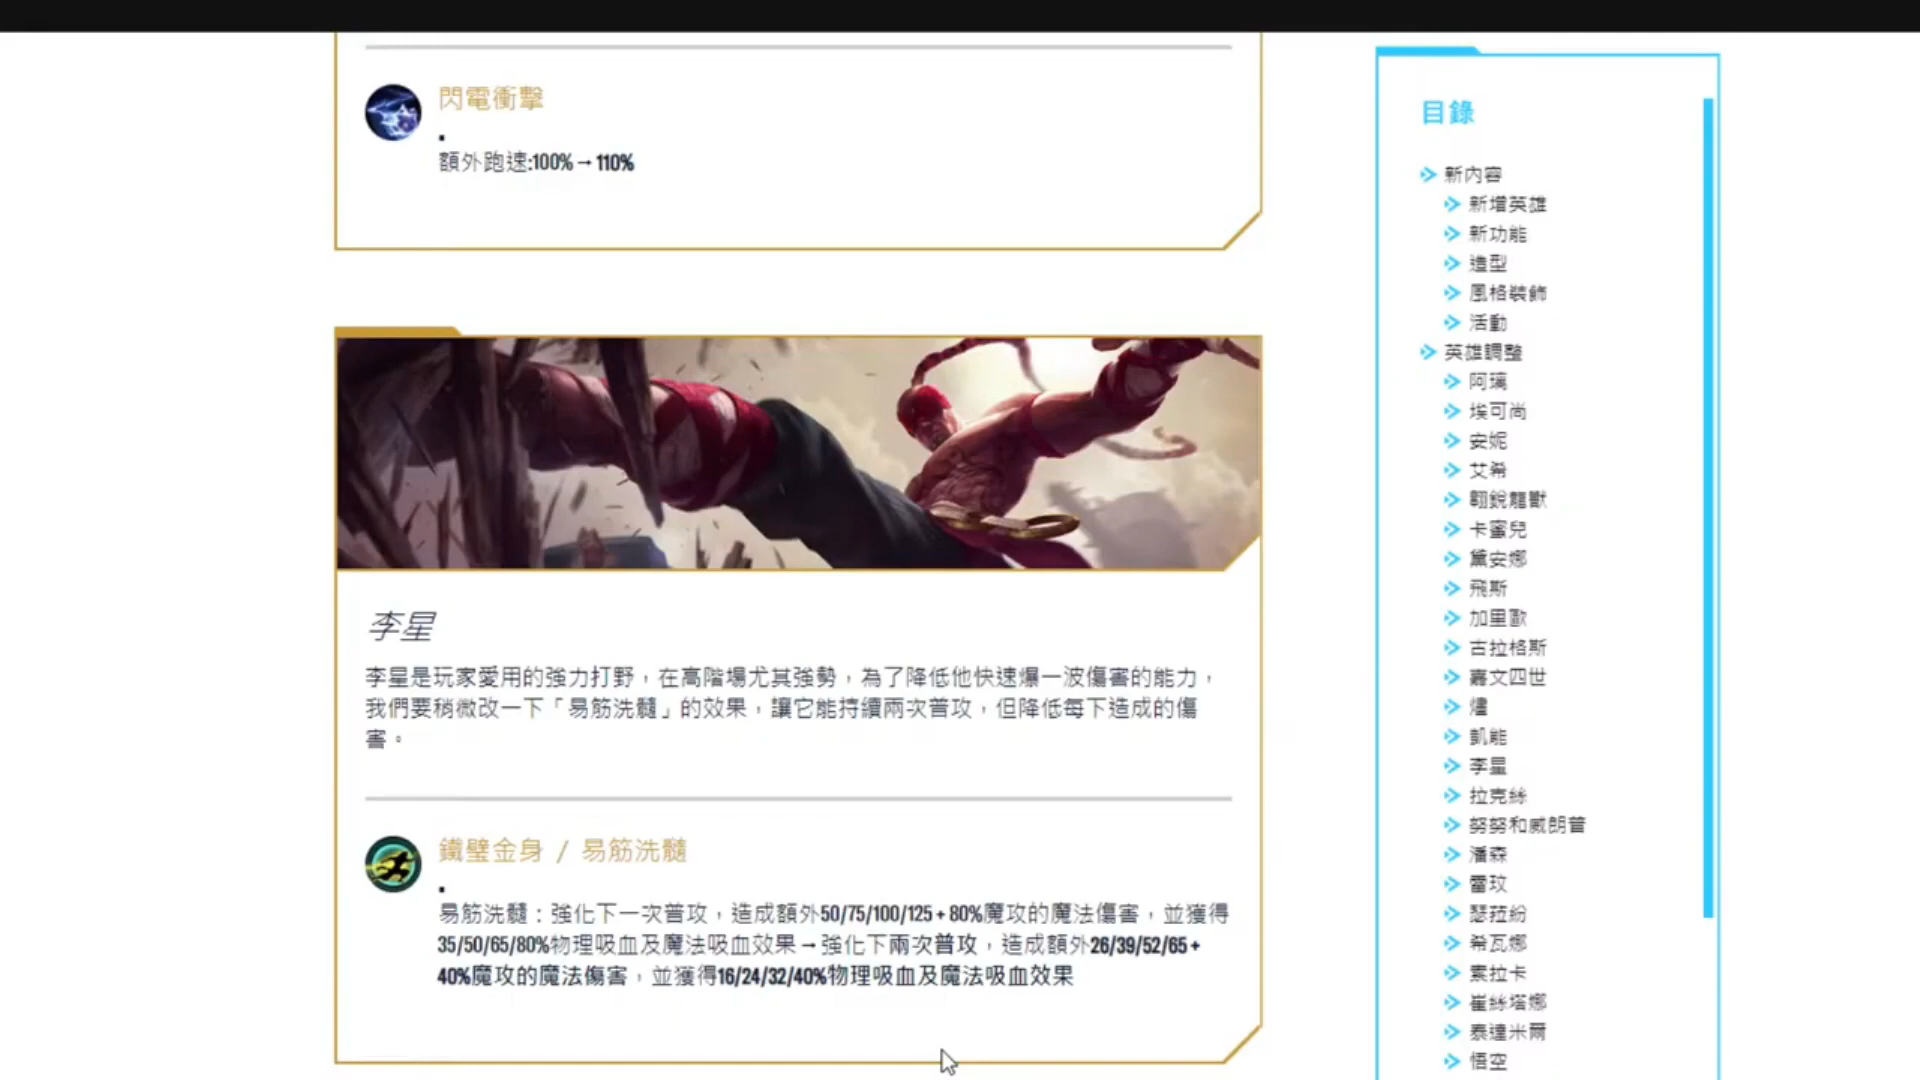 閃電衝擊
額外跑速:100%→110%
李星
李星是玩家愛用的強力打野，在高階場尤其強勢，為了降低他快速爆一波傷害的能力，
我們要稍微改一下「易筋洗髓」的效果，讓它能持續兩次普攻，但降低每下造成的傷
害。
鐵璧金身 / 易筋洗髓
易筋洗髓：強化下一次普攻，造成額外50/75/100/125+80%魔攻的魔法傷害，並獲得
35/50/65/80%物理吸血及魔法吸血效果→強化下兩次普攻，造成額外26/39/52/65+
40%魔攻的魔法傷害，並獲得16/24/32/40%物理吸血及魔法吸血效果
目錄
新內容
新增英雄
新功能
造型
風格裝飾
活動
英雄調整
阿璃
埃可尚
安妮
艾希
翱銳龍獸
卡蜜兒
黛安娜
飛斯
加里歐
古拉格斯
嘉文四世
燼
凱能
李星
拉克絲
努努和威朗普
潘森
雷玟
瑟菈紛
希瓦娜
索拉卡
崔絲塔娜
泰達米爾
悟空